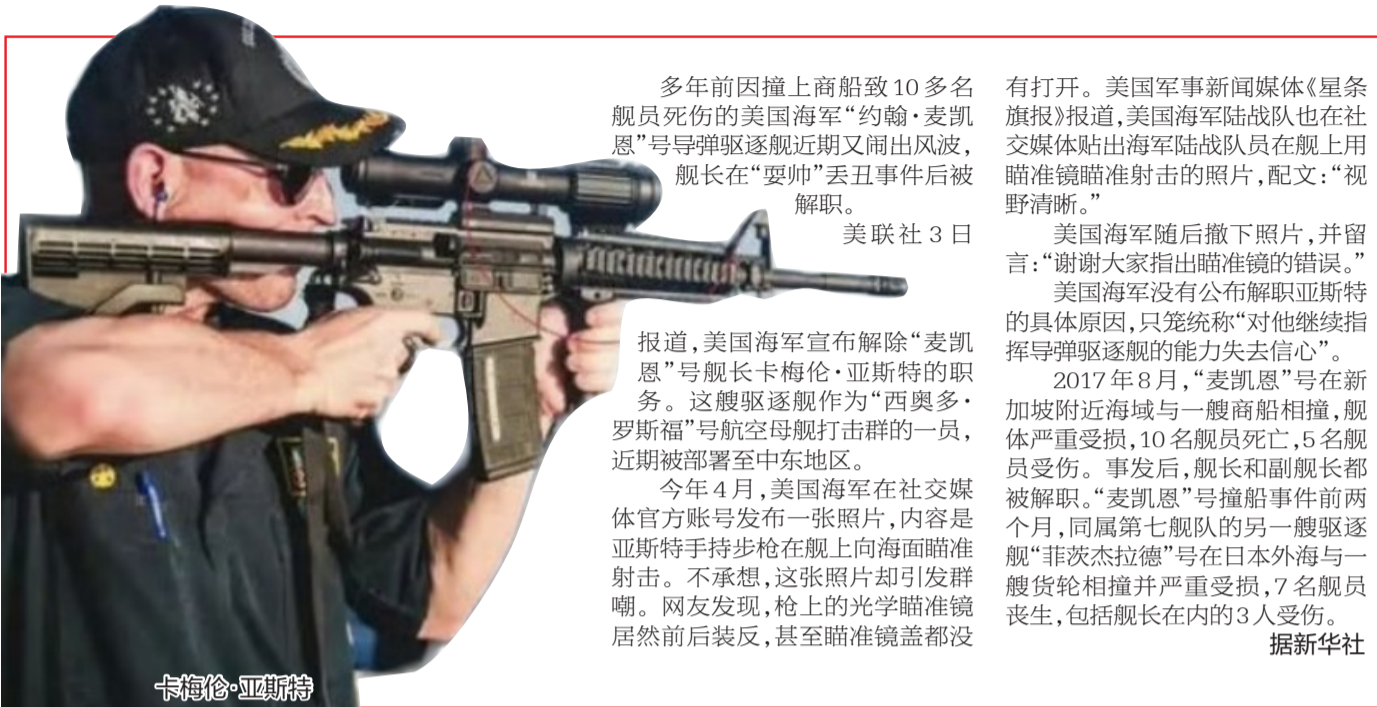 多年前因撞上商船致10多名
舰员死伤的美国海军“约翰·麦凯
恩”号导弹驱逐舰近期又闹出风波，
舰长在“耍帅”丢丑事件后被
解职。
美联社3日
报道，美国海军宣布解除“麦凯
恩”号舰长卡梅伦·亚斯特的职
务。这艘驱逐舰作为“西奥多·
罗斯福”号航空母舰打击群的一员，
近期被部署至中东地区。
今年4月，美国海军在社交媒
体官方账号发布一张照片，内容是
亚斯特手持步枪在舰上向海面瞄准
射击。不承想，这张照片却引发群
嘲。网友发现，枪上的光学瞄准镜
居然前后装反，甚至瞄准镜盖都没
有打开。美国军事新闻媒体《星条
旗报》报道，美国海军陆战队也在社
交媒体贴出海军陆战队员在舰上用
瞄准镜瞄准射击的照片，配文：“视
野清晰。”
美国海军随后撤下照片，并留
言：“谢谢大家指出瞄准镜的错误。”
美国海军没有公布解职亚斯特
的具体原因，只笼统称“对他继续指
挥导弹驱逐舰的能力失去信心”。
2017年8月，“麦凯恩”号在新
加坡附近海域与一艘商船相撞，舰
体严重受损，10名舰员死亡，5名舰
员受伤。事发后，舰长和副舰长都
被解职。“麦凯恩”号撞船事件前两
个月，同属第七舰队的另一艘驱逐
舰“菲茨杰拉德”号在日本外海与一
艘货轮相撞并严重受损，7名舰员
丧生，包括舰长在内的3人受伤。
据新华社
卡梅伦·亚斯特